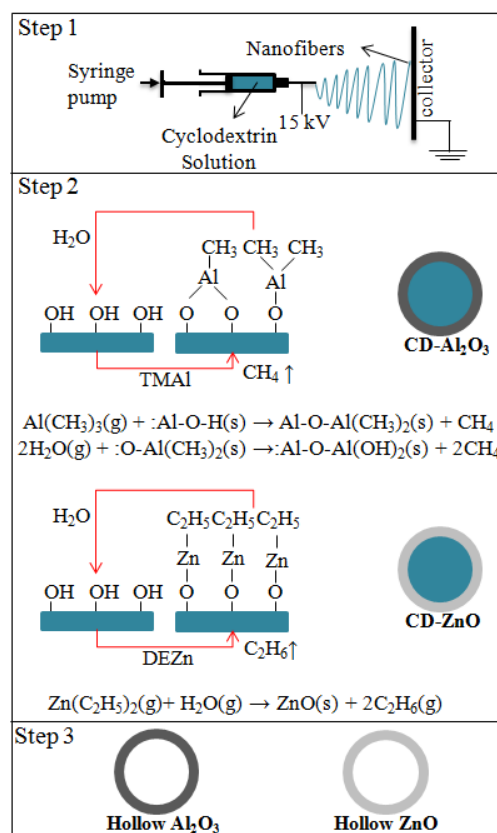 Step 1
Nanofibers
Syringe
pump
collector
Cyclodextrin
Solution
15 kV
Step 2
H₂O
CH₃ CH₃ CH₃
Al
Al
OH OH OH
O O O
TMAl
CH₄ ↑
CD-Al₂O₃
Al(CH₃)₃(g) + :Al-O-H(s) → Al-O-Al(CH₃)₂(s) + CH₄
2H₂O(g) + :O-Al(CH₃)₂(s) →:Al-O-Al(OH)₂(s) + 2CH₄
H₂O
C₂H₅C₂H₅C₂H₅
Zn Zn Zn
OH OH OH
O O O
DEZn
C₂H₆↑
CD-ZnO
Zn(C₂H₅)₂(g)+ H₂O(g) → ZnO(s) + 2C₂H₆(g)
Step 3
Hollow Al₂O₃
Hollow ZnO